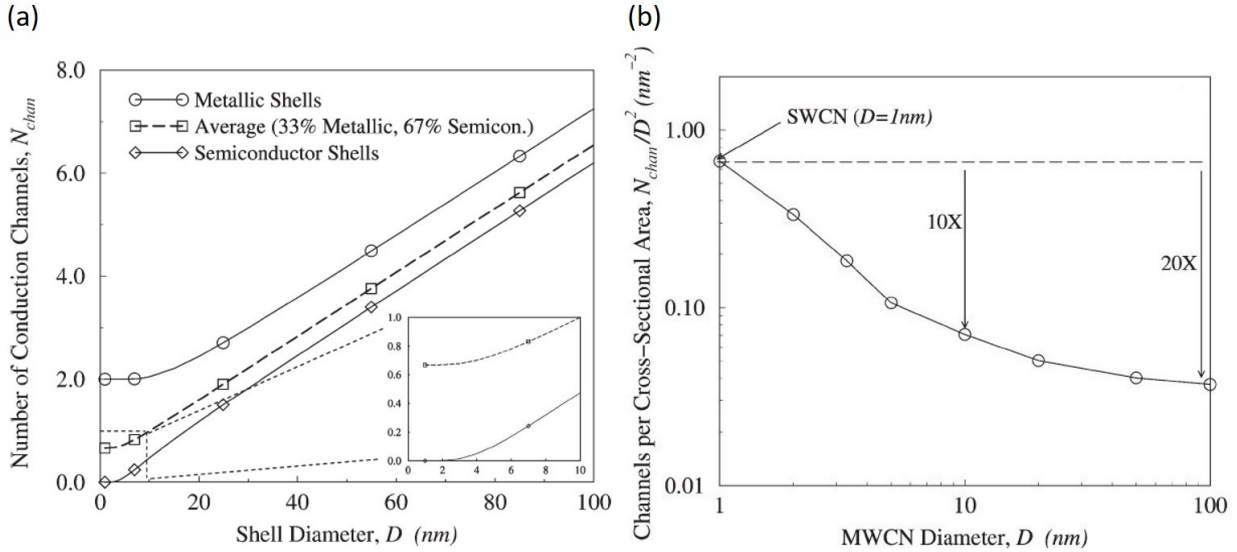 (a)
8.0
6.0
4.0
2.0
0.0
Number of Conduction Channels, N_chan
Metallic Shells
Average (33% Metallic, 67% Semicon.)
Semiconductor Shells
1.0
0.8
0.6
0.4
0.2
0.0
0 2 4 6 8 10
0 20 40 60 80 100
Shell Diameter, D (nm)
(b)
Channels per Cross−Sectional Area, N_chan/D² (nm⁻²)
1.00
0.10
0.01
SWCN (D=1nm)
10X
20X
1 10 100
MWCN Diameter, D (nm)